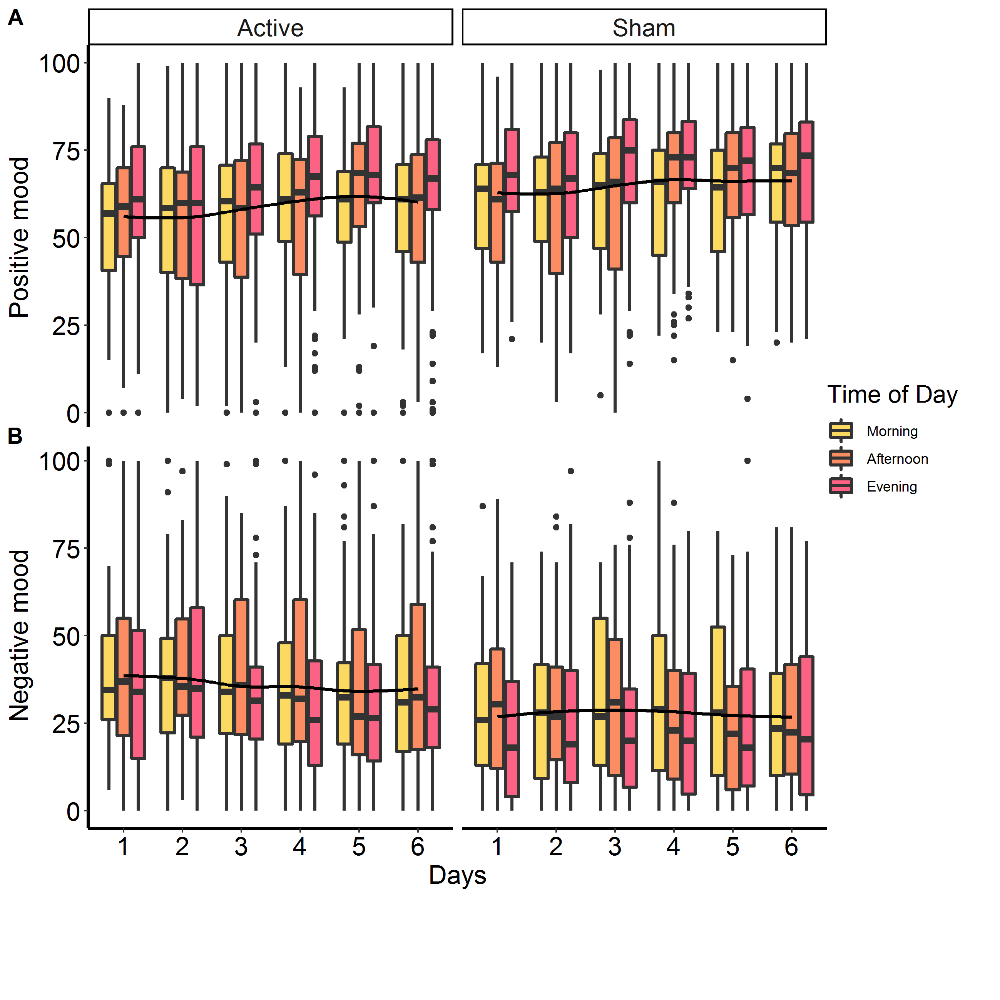 A
Active
Sham
Positive mood
100
75
50
25
0
B
Negative mood
100
75
50
25
0
1 2 3 4 5 6
1 2 3 4 5 6
Days
Time of Day
Morning
Afternoon
Evening